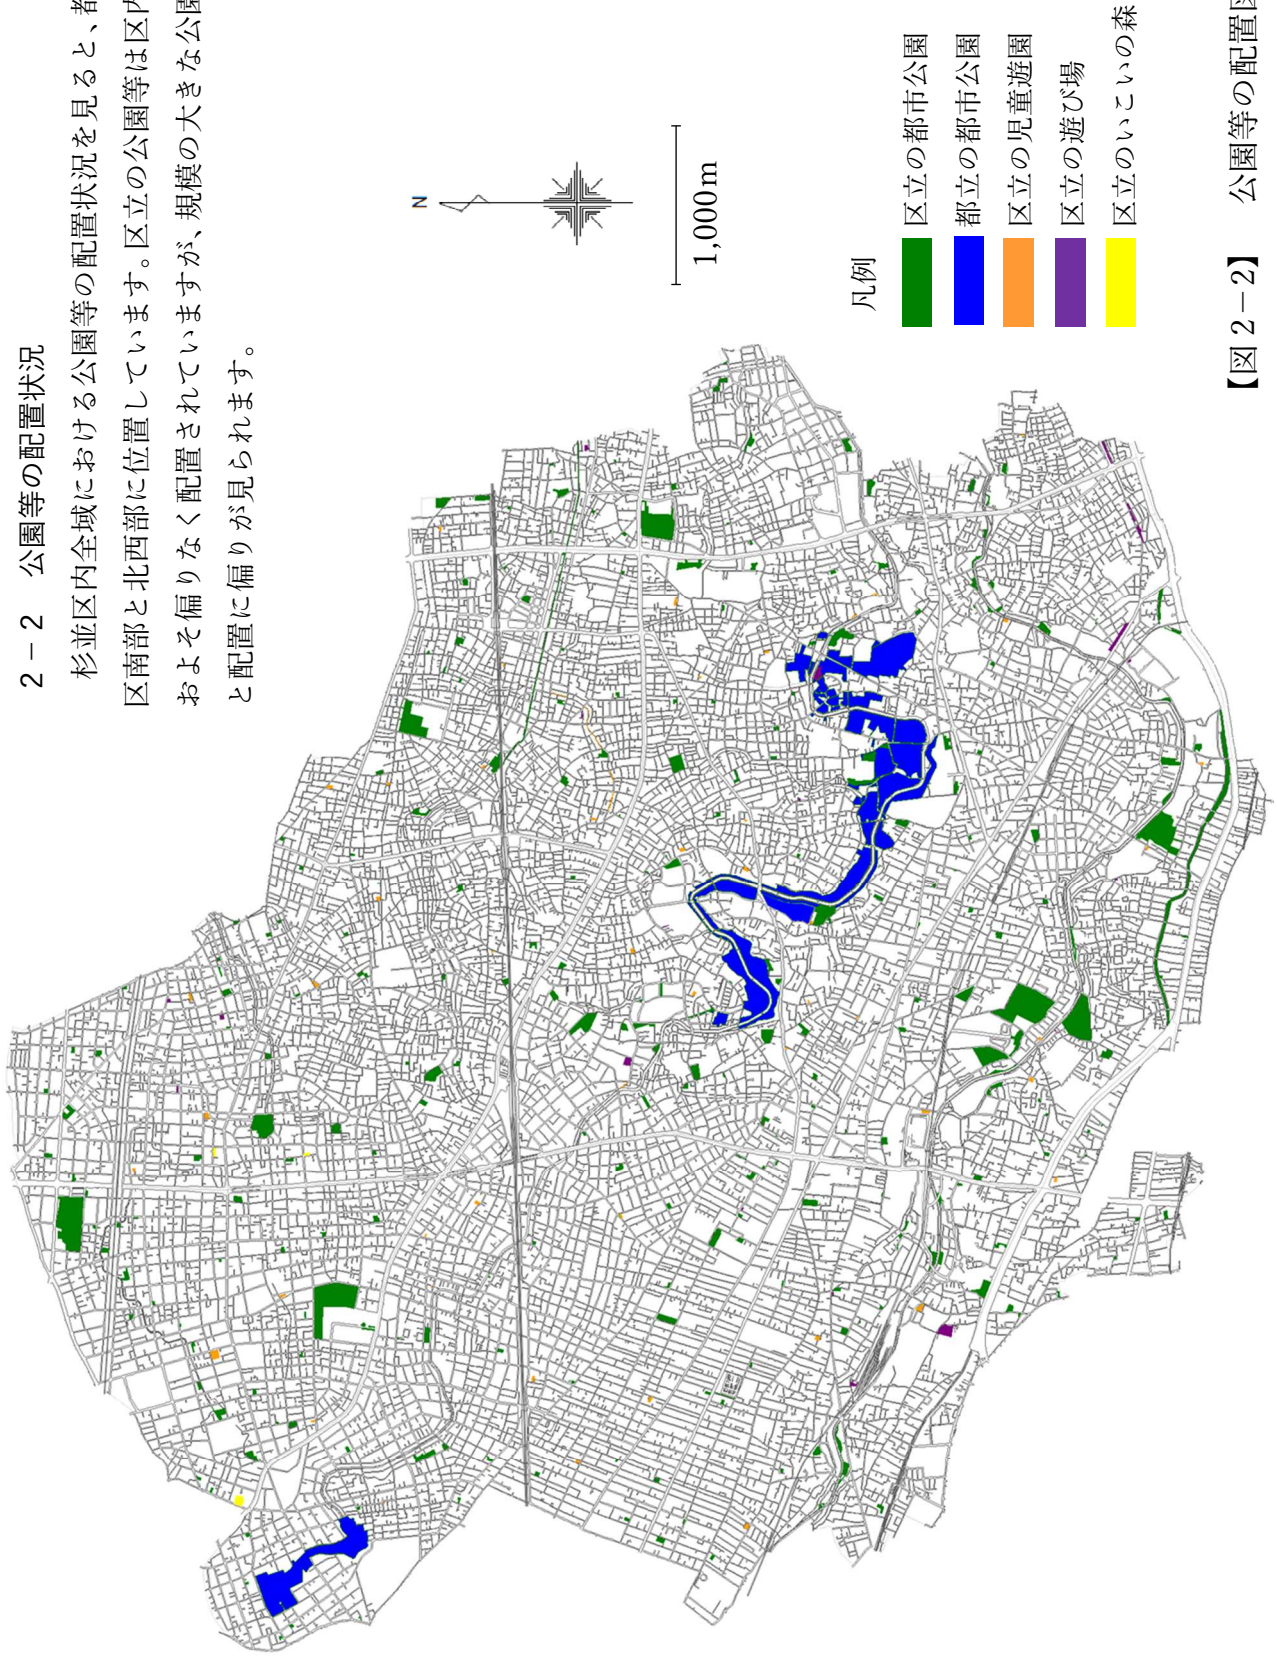 2－2　公園等の配置状況
杉並区内全域における公園等の配置状況を見ると、都
区南部と北西部に位置しています。区立の公園等は区内
およそ偏りなく配置されていますが、規模の大きな公園
と配置に偏りが見られます。
N
1,000m
凡例
区立の都市公園
都立の都市公園
区立の児童遊園
区立の遊び場
区立のいこいの森
【図 2－2】　公園等の配置図